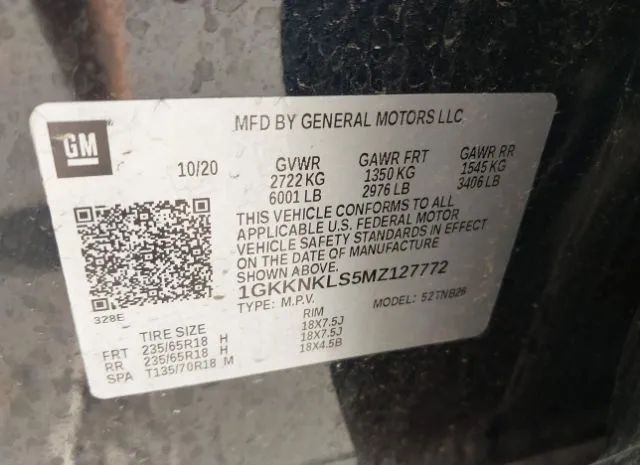 MFD BY GENERAL MOTORS LLC
GM
10/20
GVWR GAWR FRT GAWR RR
2722 KG 1350 KG 1545 KG
6001 LB 2976 LB 3406 LB
THIS VEHICLE CONFORMS TO ALL
APPLICABLE U.S. FEDERAL MOTOR
VEHICLE SAFETY STANDARDS IN EFFECT
ON THE DATE OF MANUFACTURE
SHOWN ABOVE.
1GKKNKLS5MZ127772
TYPE: M.P.V. MODEL: 52TNB26
328E
TIRE SIZE RIM
FRT 235/65R18 H 18X7.5J
RR 235/65R18 H 18X7.5J
SPA T135/70R18 M 18X4.5B